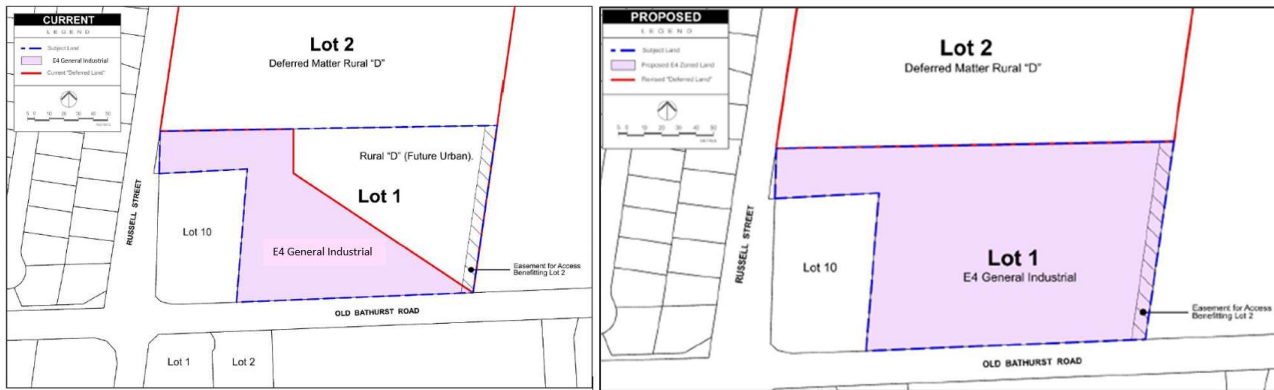 CURRENT
LEGEND
Subject Land
E4 General Industrial
Current "Deferred Land"
Lot 2
Deferred Matter Rural "D"
Rural "D" (Future Urban).
Lot 1
Lot 10
E4 General Industrial
RUSSELL STREET
Easement for Access
Benefitting Lot 2
OLD BATHURST ROAD
Lot 1
Lot 2
PROPOSED
LEGEND
Subject Land
Proposed E4 Zoned Land
Revised "Deferred Land"
Lot 2
Deferred Matter Rural "D"
RUSSELL STREET
Lot 10
Lot 1
E4 General Industrial
Easement for Access
Benefitting Lot 2
OLD BATHURST ROAD